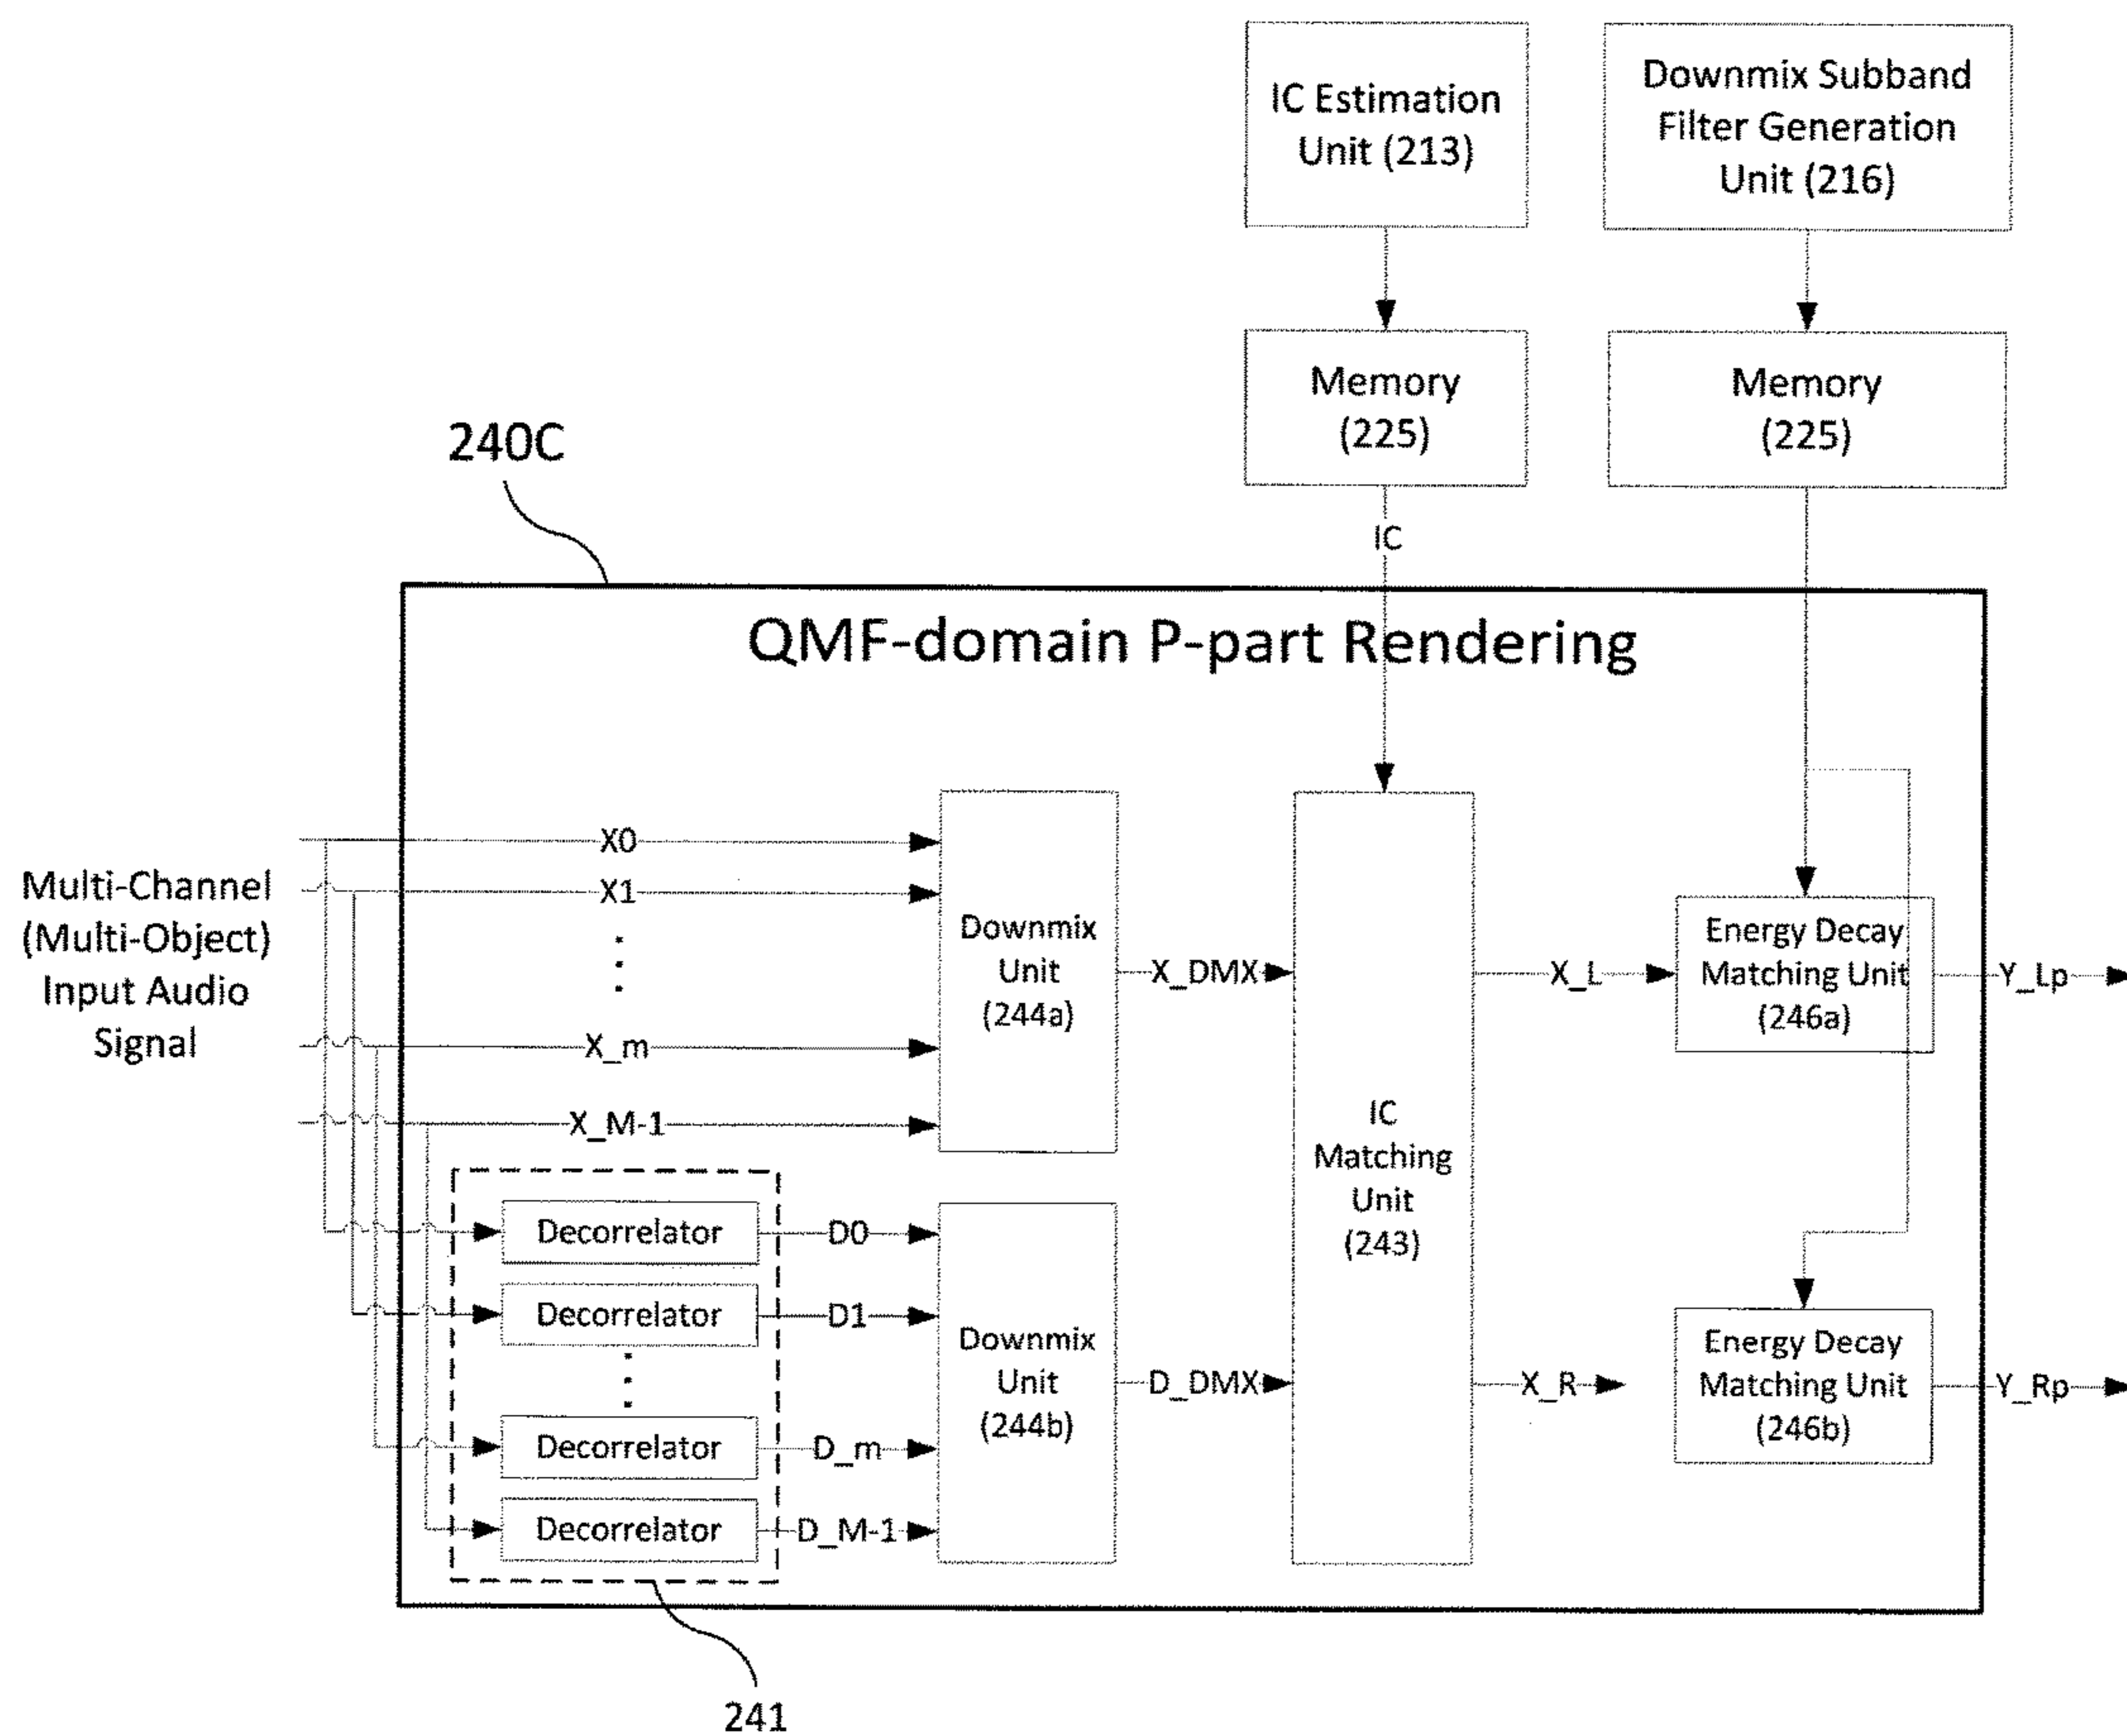 IC Estimation
Unit (213)
Downmix Subband
Filter Generation
Unit (216)
Memory
(225)
Memory
(225)
240C
IC
QMF-domain P-part Rendering
Multi-Channel
(Multi-Object)
Input Audio
Signal
X0
X1
X_m
X_M-1
Downmix
Unit
(244a)
X_DMX
IC
Matching
Unit
(243)
X_L
Energy Decay
Matching Unit
(246a)
Y_Lp
Decorrelator
D0
Decorrelator
D1
Decorrelator
D_m
Decorrelator
D_M-1
Downmix
Unit
(244b)
D_DMX
X_R
Energy Decay
Matching Unit
(246b)
Y_Rp
241